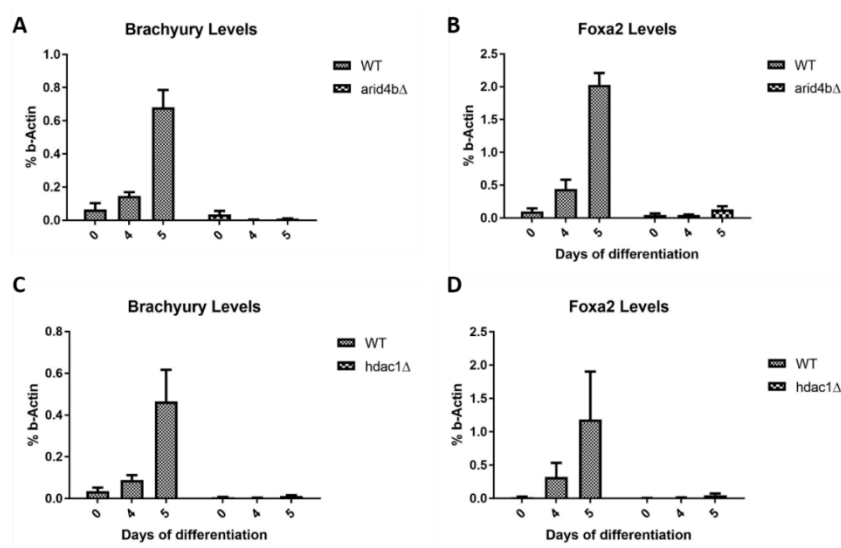 A
Brachyury Levels
% b-Actin
1.0
0.8
0.6
0.4
0.2
0.0
0 4 5 0 4 5
WT
arid4bΔ
B
Foxa2 Levels
% b-Actin
2.5
2.0
1.5
1.0
0.5
0.0
0 4 5 0 4 5
Days of differentiation
WT
arid4bΔ
C
Brachyury Levels
% b-Actin
0.8
0.6
0.4
0.2
0.0
0 4 5 0 4 5
Days of differentiation
WT
hdac1Δ
D
Foxa2 Levels
% b-Actin
2.5
2.0
1.5
1.0
0.5
0.0
0 4 5 0 4 5
Days of differentiation
WT
hdac1Δ